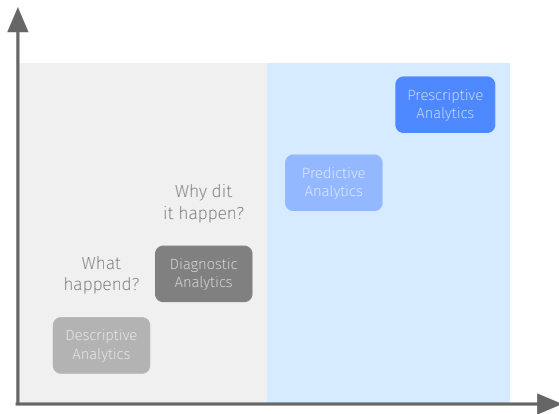 Prescriptive
Analytics
Predictive
Analytics
Why dit
it happen?
Diagnostic
Analytics
What
happend?
Descriptive
Analytics